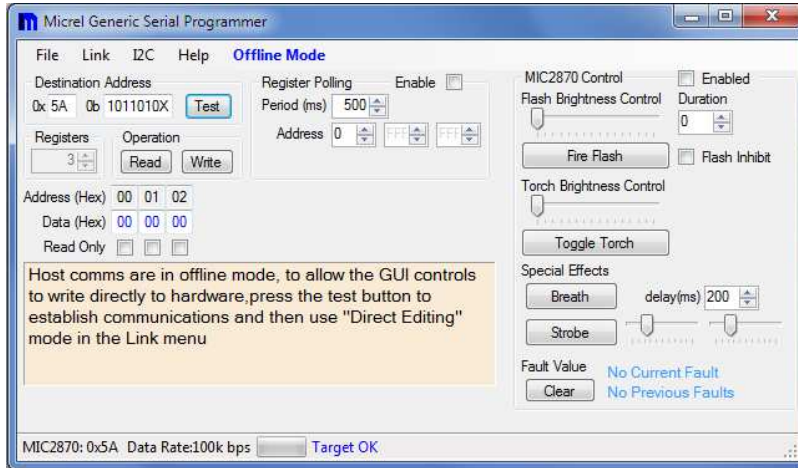 Micrel Generic Serial Programmer
File Link I2C Help Offline Mode
Destination Address
0x 5A 0b 1011010X Test
Registers Operation
3 Read Write
Address (Hex) 00 01 02
Data (Hex) 00 00 00
Read Only
Register Polling Enable
Period (ms) 500
Address 0 FFF FFF
Host comms are in offline mode, to allow the GUI controls
to write directly to hardware,press the test button to
establish communications and then use "Direct Editing"
mode in the Link menu
MIC2870 Control Enabled
Flash Brightness Control Duration
0
Fire Flash Flash Inhibit
Torch Brightness Control
Toggle Torch
Special Effects
Breath delay(ms) 200
Strobe
Fault Value No Current Fault
Clear No Previous Faults
MIC2870: 0x5A Data Rate:100k bps Target OK